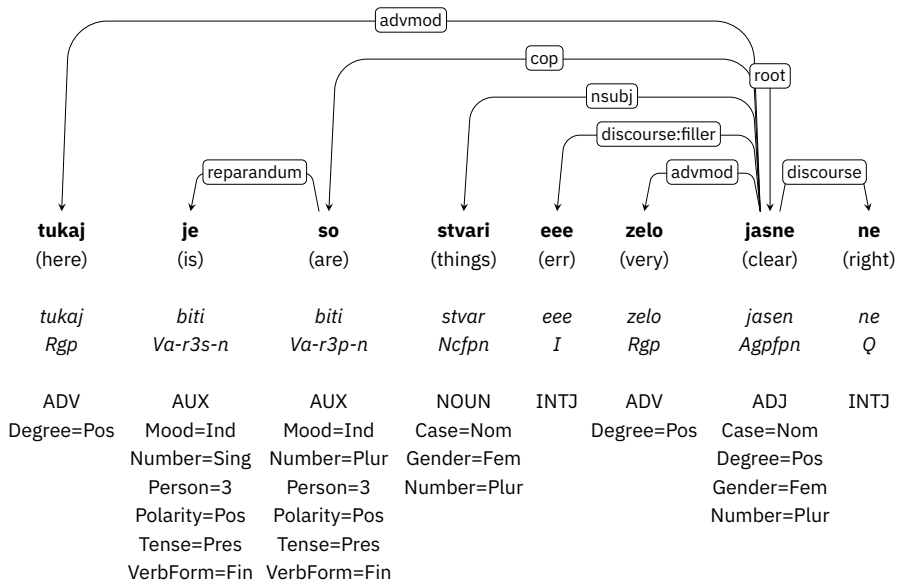 advmod
cop
root
nsubj
discourse:filler
reparandum advmod discourse
tukaj je so stvari eee zelo jasne ne
(here) (is) (are) (things) (err) (very) (clear) (right)
tukaj biti biti stvar eee zelo jasen ne
Rgp Va-r3s-n Va-r3p-n Ncfpn I Rgp Agpfpn Q
ADV AUX AUX NOUN INTJ ADV ADJ INTJ
Degree=Pos Mood=Ind Mood=Ind Case=Nom Degree=Pos Case=Nom
Number=Sing Number=Plur Gender=Fem Degree=Pos
Person=3 Person=3 Number=Plur Gender=Fem
Polarity=Pos Polarity=Pos Number=Plur
Tense=Pres Tense=Pres
VerbForm=Fin VerbForm=Fin